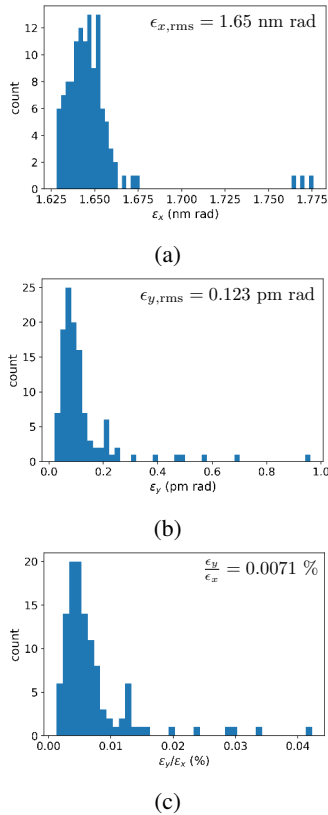 ϵx,rms = 1.65 nm rad
12
10
8
6
4
2
0
count
1.625 1.650 1.675 1.700 1.725 1.750 1.775
εx (nm rad)
(a)
ϵy,rms = 0.123 pm rad
25
20
15
10
5
0
count
0.0 0.2 0.4 0.6 0.8 1.0
εy (pm rad)
(b)
ϵy/ϵx = 0.0071 %
20
15
10
5
0
count
0.00 0.01 0.02 0.03 0.04
εy/εx (%)
(c)